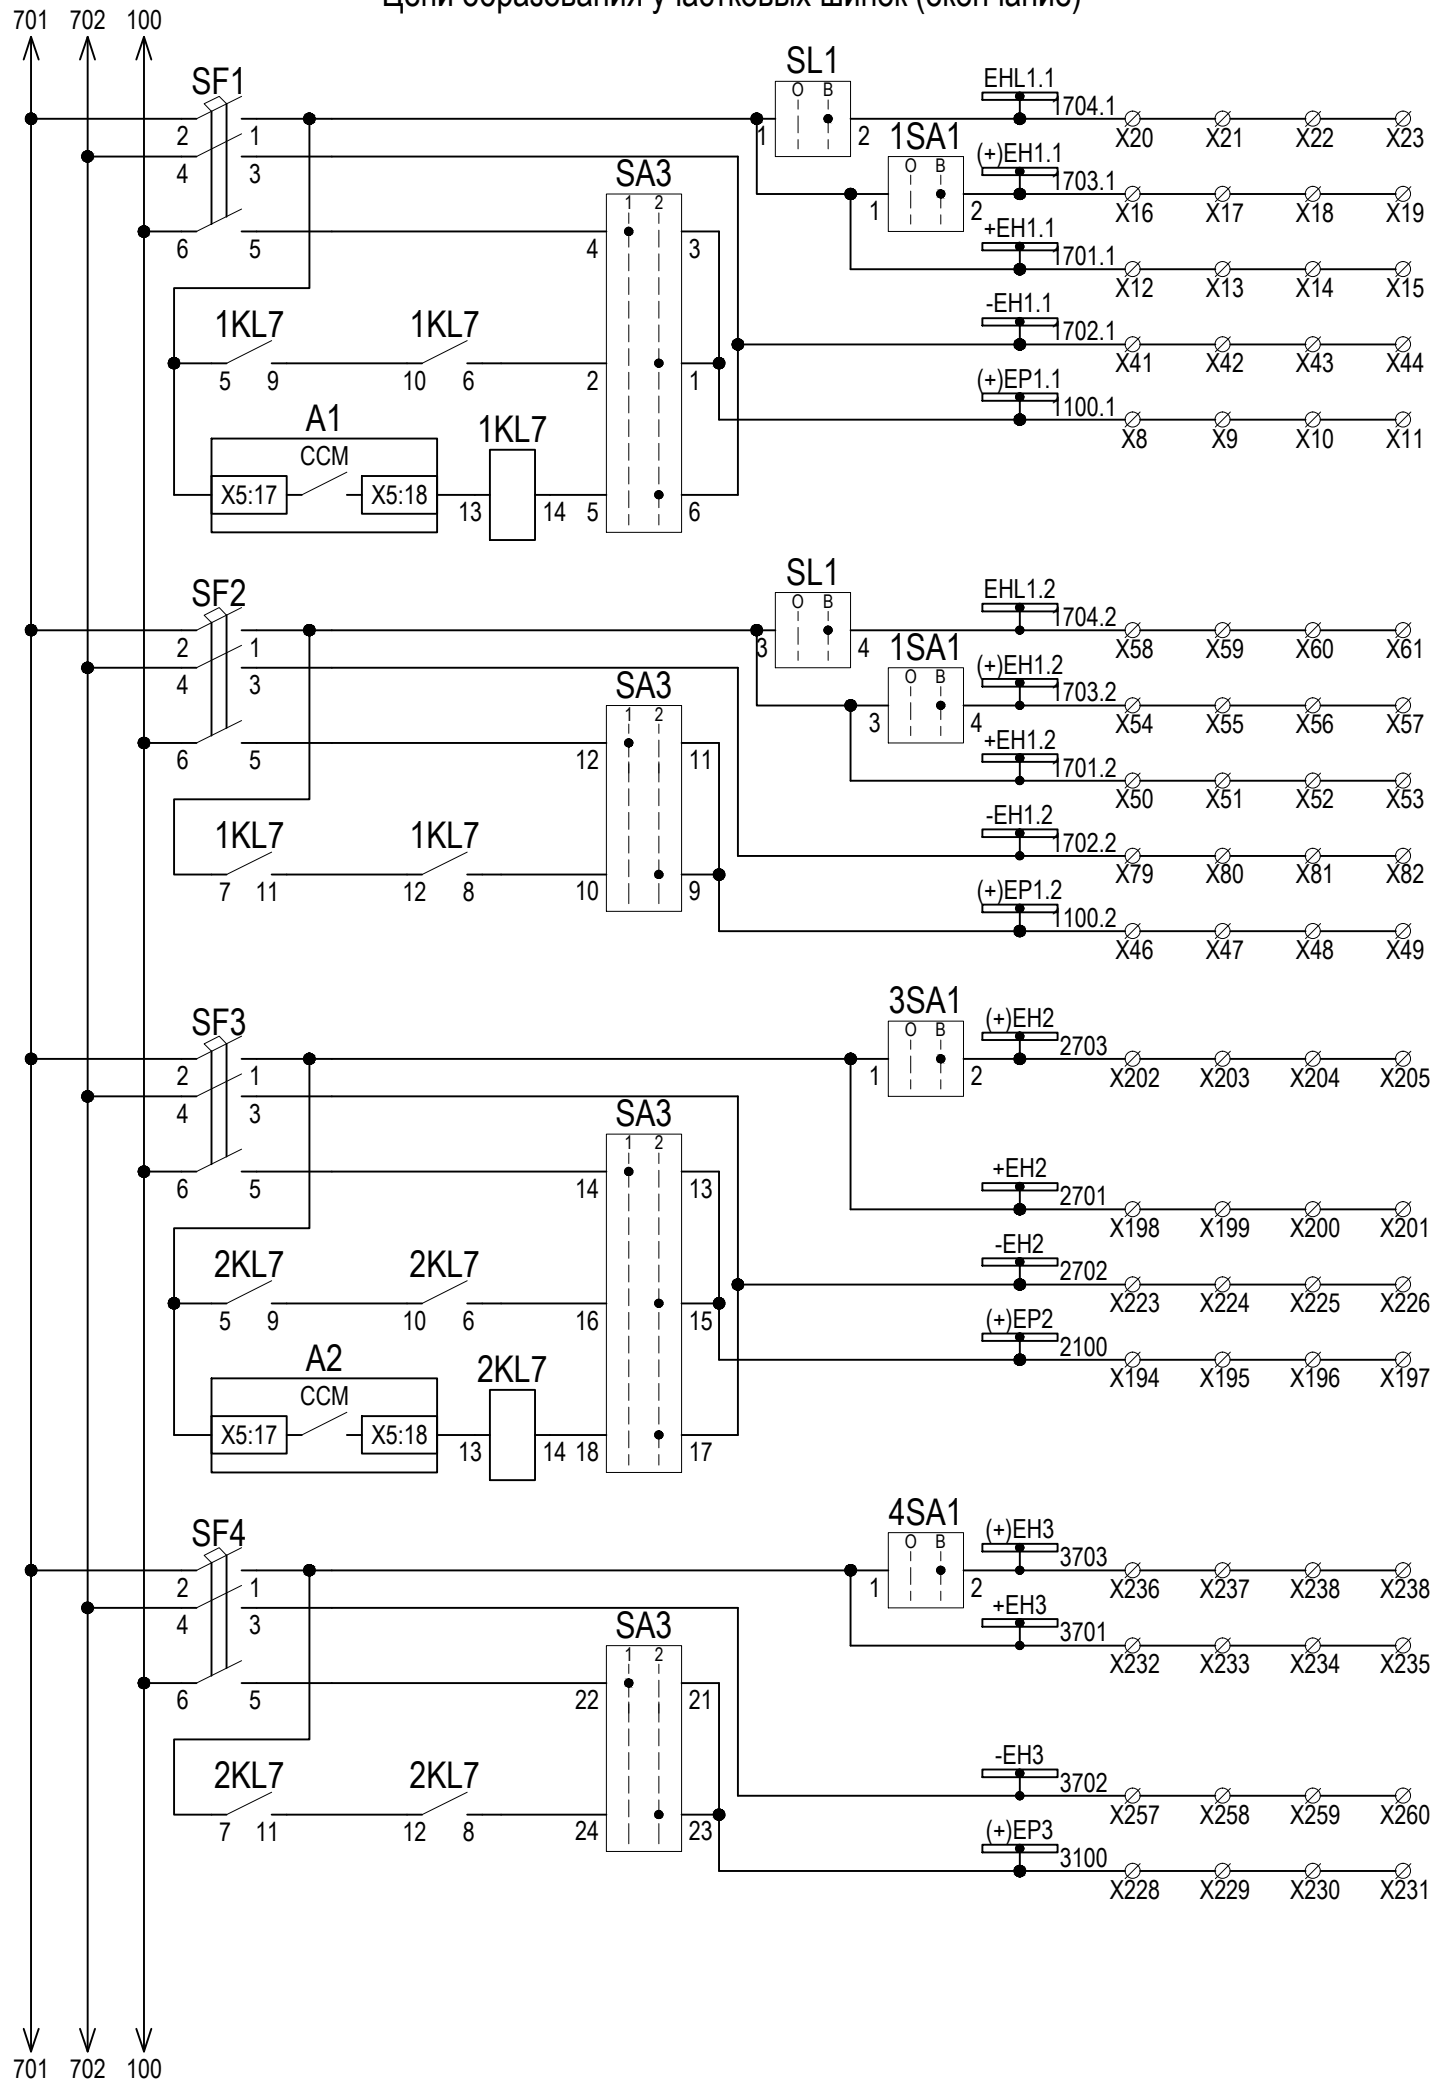 Цепи образования участковых шинок (окончание)
701 702 100
SF1
2 1
4 3
6 5
SL1
О В
1 2
1SA1
О В
1 2
SA3
1 2
4 3
2 1
5 6
1KL7
5 9
1KL7
10 6
A1
ССМ
X5:17 X5:18
1KL7
13 14
EHL1.1
1704.1
X20 X21 X22 X23
(+)EH1.1
1703.1
X16 X17 X18 X19
+EH1.1
1701.1
X12 X13 X14 X15
-EH1.1
1702.1
X41 X42 X43 X44
(+)EP1.1
1100.1
X8 X9 X10 X11
SF2
2 1
4 3
6 5
SL1
О В
3 4
1SA1
О В
3 4
SA3
1 2
12 11
10 9
1KL7
7 11
1KL7
12 8
EHL1.2
1704.2
X58 X59 X60 X61
(+)EH1.2
1703.2
X54 X55 X56 X57
+EH1.2
1701.2
X50 X51 X52 X53
-EH1.2
1702.2
X79 X80 X81 X82
(+)EP1.2
1100.2
X46 X47 X48 X49
SF3
2 1
4 3
6 5
3SA1
О В
1 2
SA3
1 2
14 13
16 15
18 17
2KL7
5 9
2KL7
10 6
A2
ССМ
X5:17 X5:18
2KL7
13 14
(+)EH2
2703
X202 X203 X204 X205
+EH2
2701
X198 X199 X200 X201
-EH2
2702
X223 X224 X225 X226
(+)EP2
2100
X194 X195 X196 X197
SF4
2 1
4 3
6 5
4SA1
О В
1 2
SA3
1 2
22 21
24 23
2KL7
7 11
2KL7
12 8
(+)EH3
3703
X236 X237 X238 X238
+EH3
3701
X232 X233 X234 X235
-EH3
3702
X257 X258 X259 X260
(+)EP3
3100
X228 X229 X230 X231
701 702 100